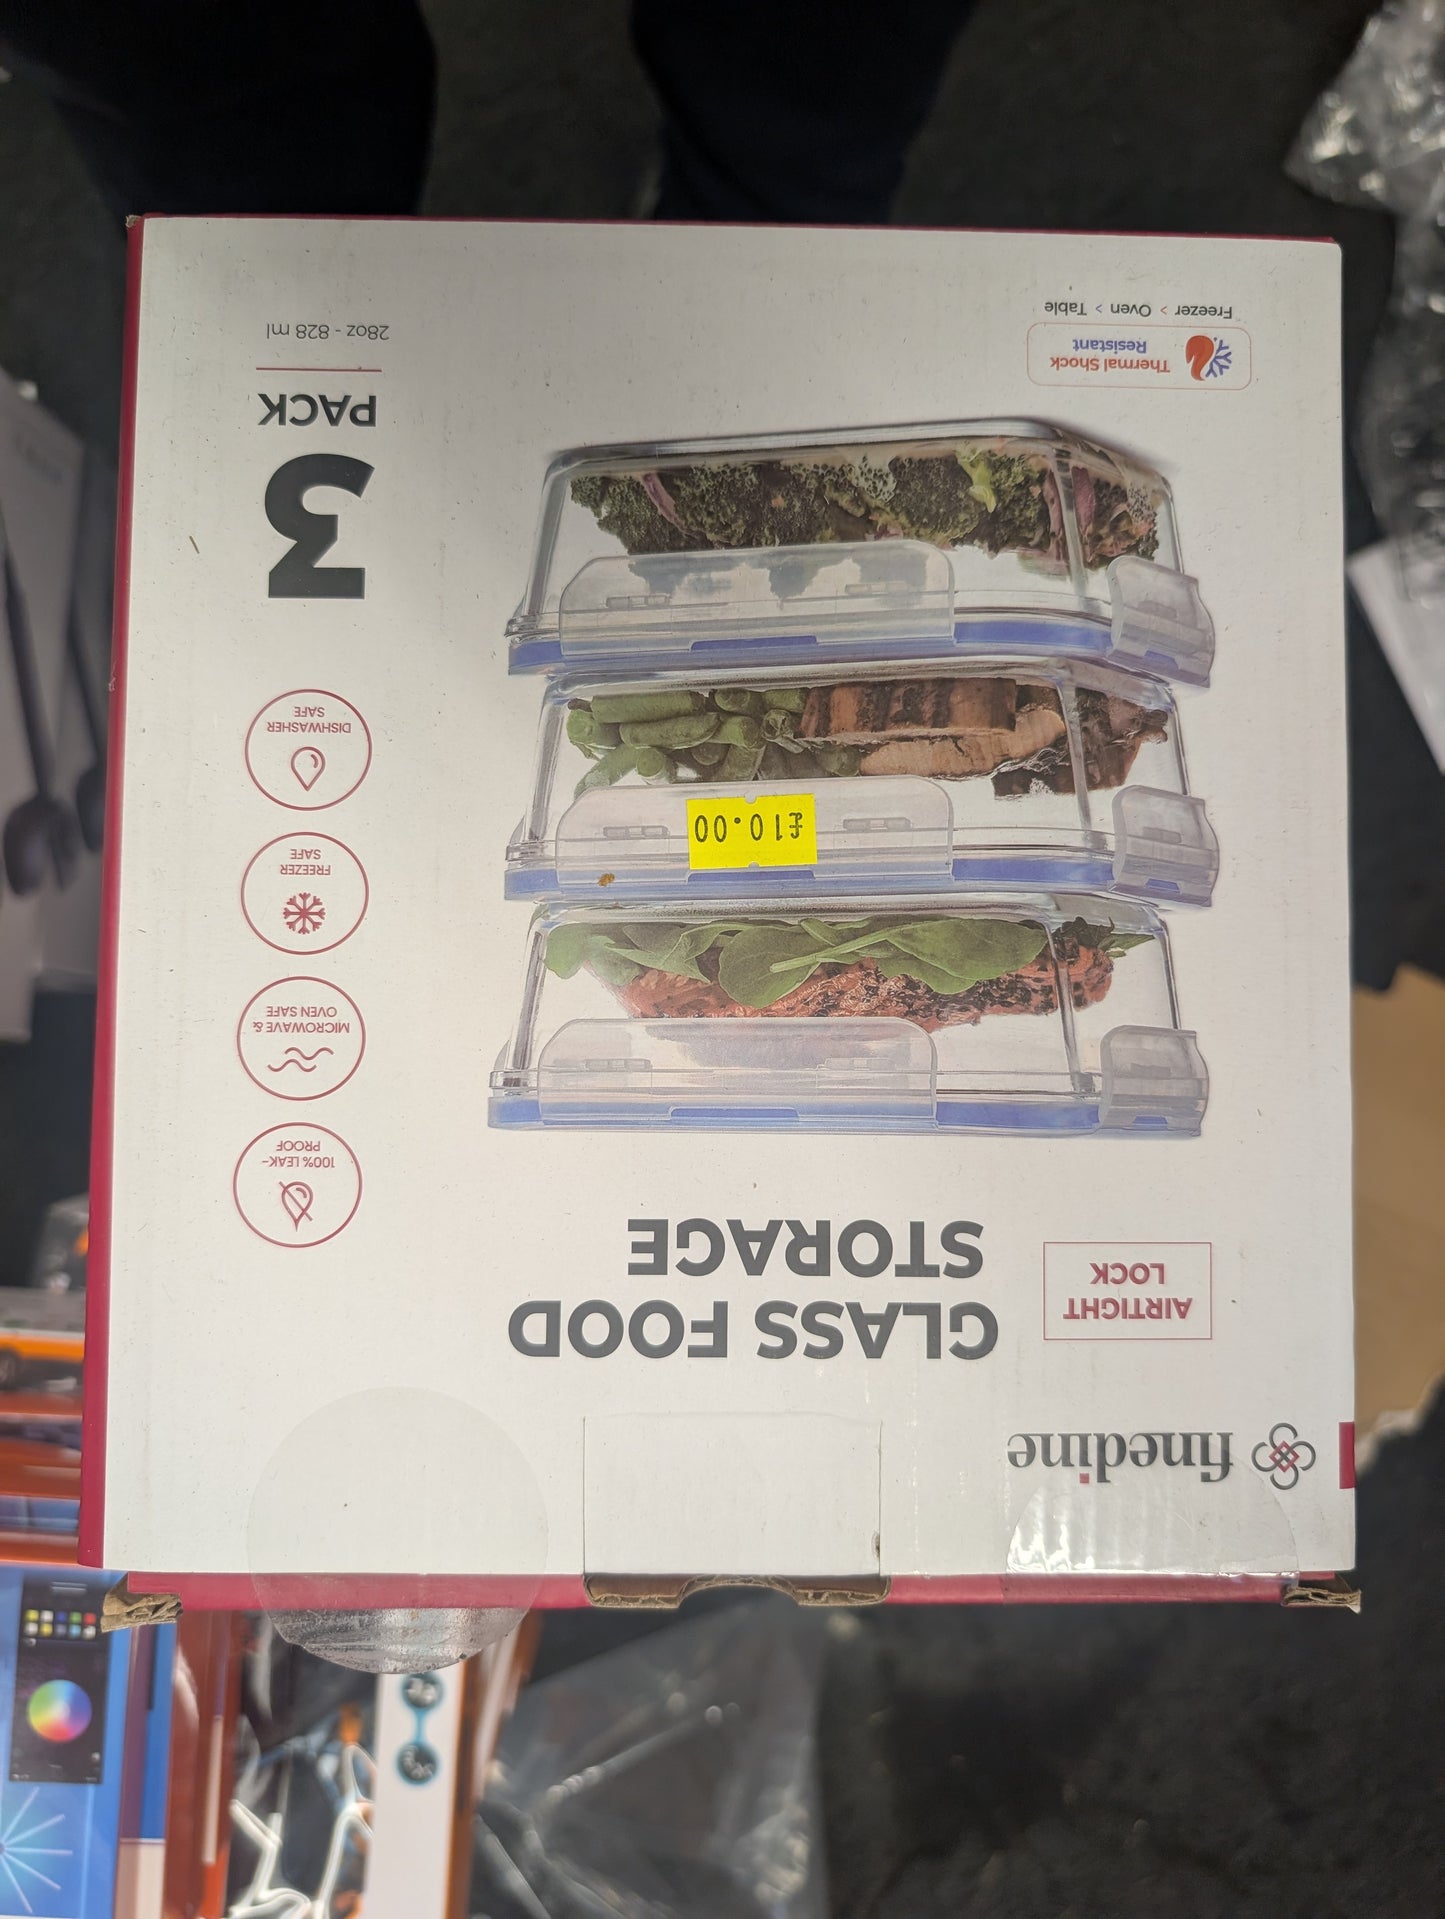 finedine
AIRTIGHT
LOCK
GLASS FOOD
STORAGE
100% LEAK-
PROOF
MICROWAVE &
OVEN SAFE
FREEZER
SAFE
DISHWASHER
SAFE
£10.00
3
PACK
28oz - 828 ml
Thermal Shock
Resistant
Freezer > Oven > Table